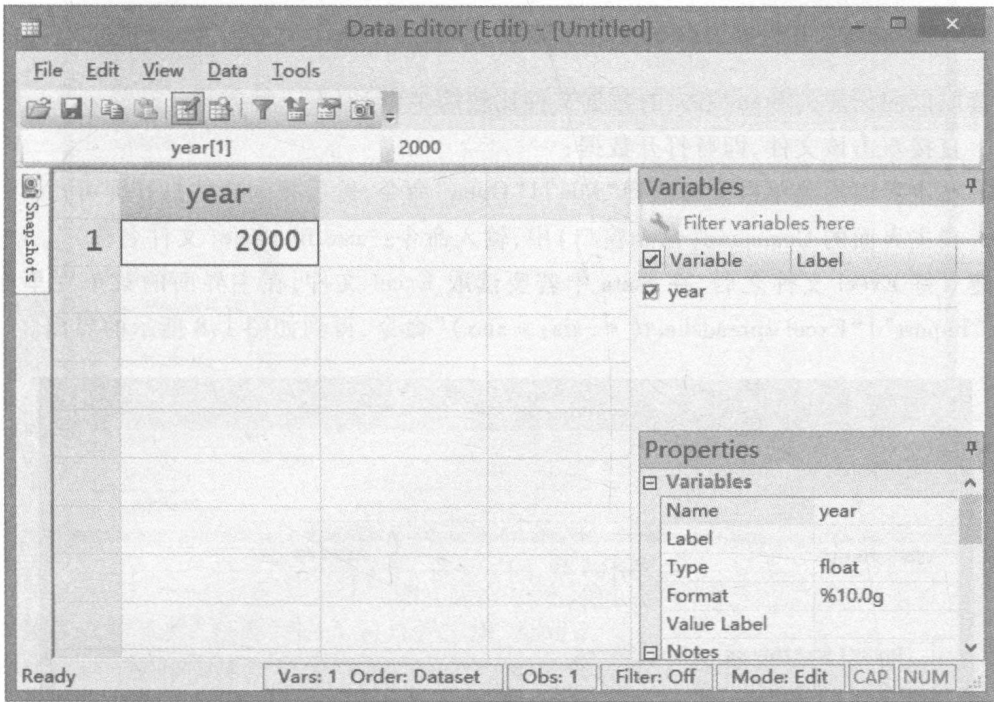 Data Editor (Edit) - [Untitled]
File Edit View Data Tools
year[1] 2000
Snapshots
year
1 2000
Variables
Filter variables here
Variable Label
year
Properties
Variables
Name year
Label
Type float
Format %10.0g
Value Label
Notes
Ready Vars: 1 Order: Dataset Obs: 1 Filter: Off Mode: Edit CAP NUM